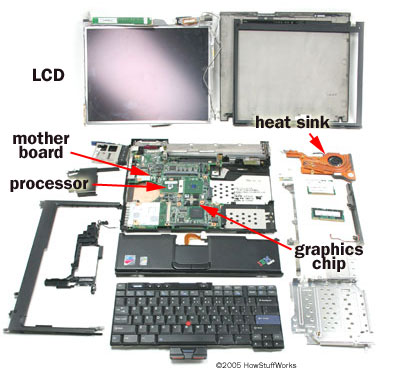 LCD
heat sink
mother
board
processor
graphics
chip
©2005 HowStuffWorks